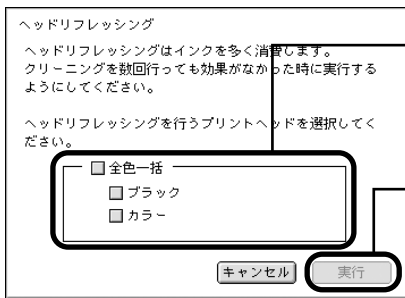 ヘッドリフレッシング
ヘッドリフレッシングはインクを多く消費します。
クリーニングを数回行っても効果がなかった時に実行する
ようにしてください。
ヘッドリフレッシングを行うプリントヘッドを選択してく
ださい。
全色一括
ブラック
カラー
キャンセル
実行